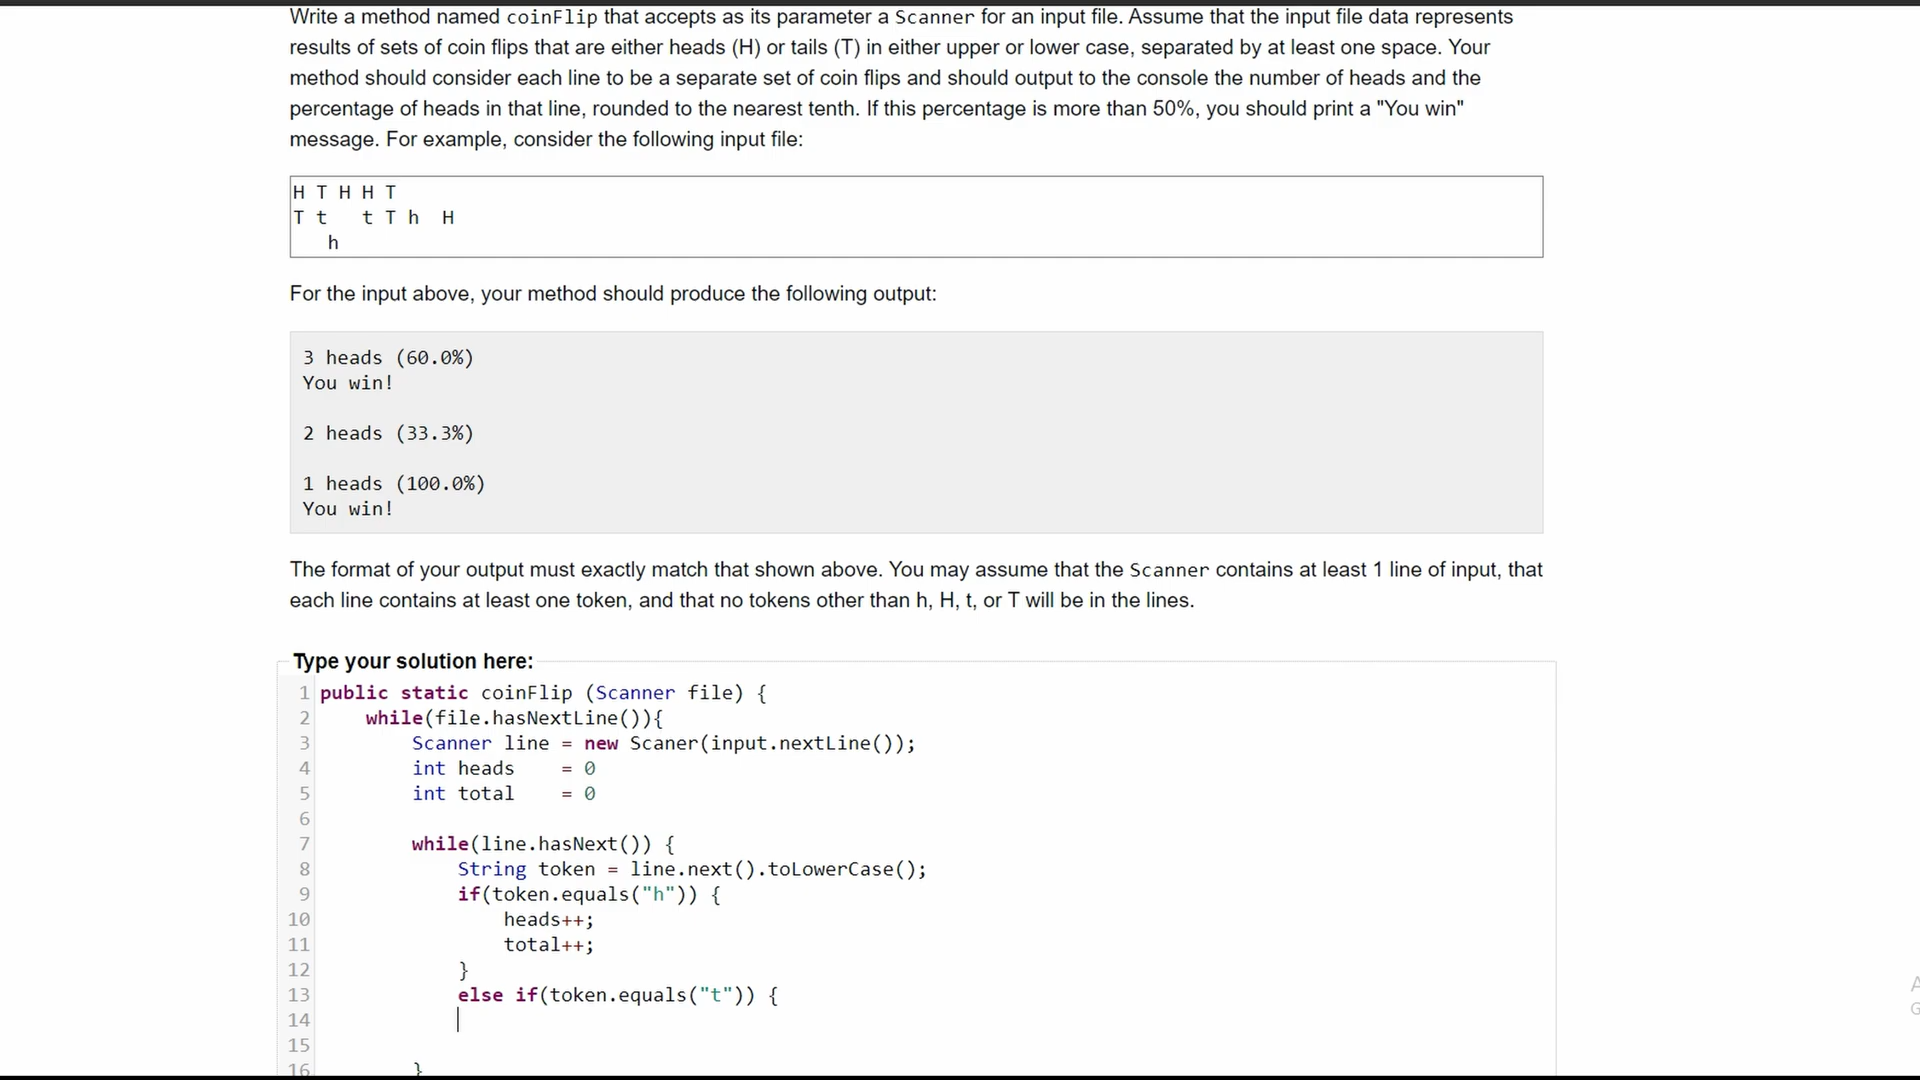 Write a method named coinFlip that accepts as its parameter a Scanner for an input file. Assume that the input file data represents
results of sets of coin flips that are either heads (H) or tails (T) in either upper or lower case, separated by at least one space. Your
method should consider each line to be a separate set of coin flips and should output to the console the number of heads and the
percentage of heads in that line, rounded to the nearest tenth. If this percentage is more than 50%, you should print a "You win"
message. For example, consider the following input file:
H T H H T
T t   t T h  H
   h
For the input above, your method should produce the following output:
3 heads (60.0%)
You win!
2 heads (33.3%)
1 heads (100.0%)
You win!
The format of your output must exactly match that shown above. You may assume that the Scanner contains at least 1 line of input, that
each line contains at least one token, and that no tokens other than h, H, t, or T will be in the lines.
Type your solution here:
1 public static coinFlip (Scanner file) {
2     while(file.hasNextLine()){
3         Scanner line = new Scaner(input.nextLine());
4         int heads    = 0
5         int total    = 0
6
7         while(line.hasNext()) {
8             String token = line.next().toLowerCase();
9             if(token.equals("h")) {
10                 heads++;
11                 total++;
12             }
13             else if(token.equals("t")) {
14
15
16         }
A
G